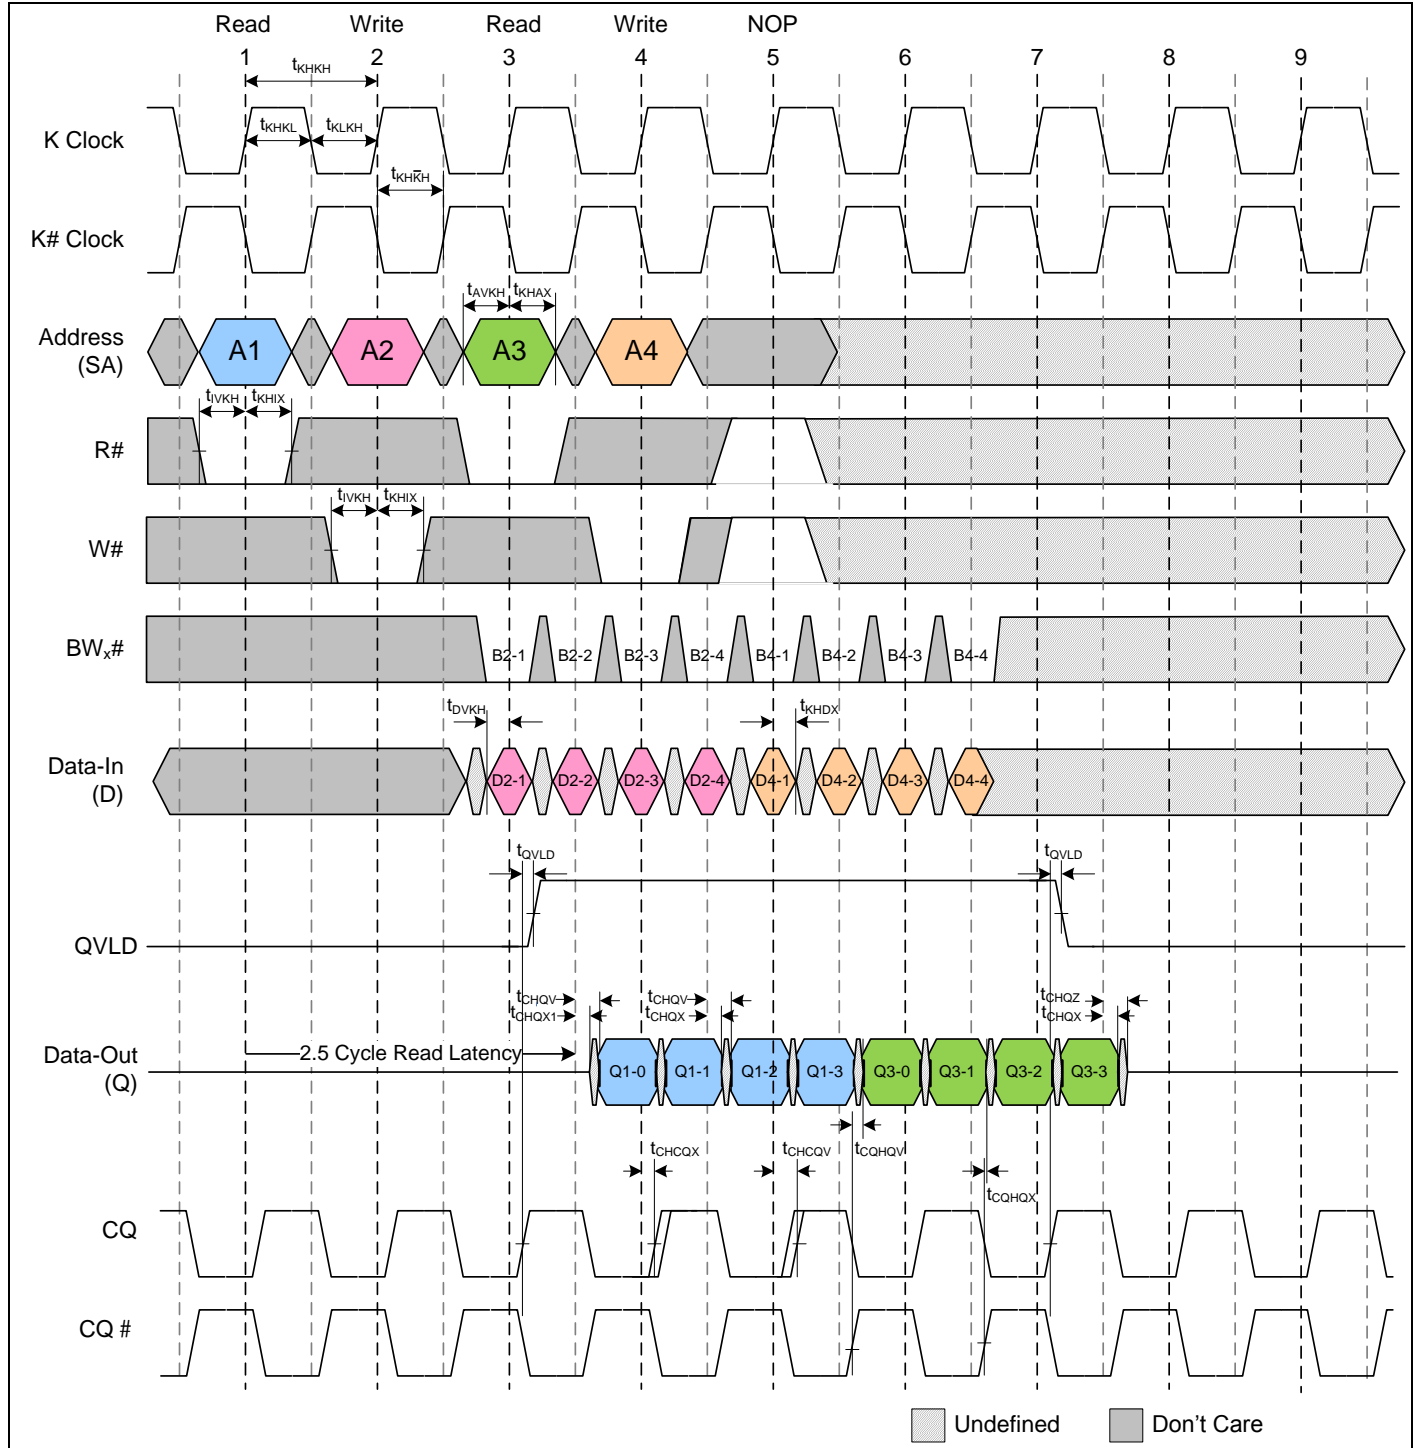 Read Write Read Write NOP
1 2 3 4 5 6 7 8 9
tKHKH
K Clock
tKHKL tKLKH
tKHK̄H
K# Clock
tAVKH tKHAX
Address
(SA)
A1 A2 A3 A4
tIVKH tKHIX
R#
tIVKH tKHIX
W#
BWx#
B2-1 B2-2 B2-3 B2-4 B4-1 B4-2 B4-3 B4-4
tDVKH tKHDX
Data-In
(D)
D2-1 D2-2 D2-3 D2-4 D4-1 D4-2 D4-3 D4-4
tQVLD tQVLD
QVLD
tCHQV tCHQV tCHQZ
tCHQX1 tCHQX tCHQX
Data-Out
(Q)
2.5 Cycle Read Latency
Q1-0 Q1-1 Q1-2 Q1-3 Q3-0 Q3-1 Q3-2 Q3-3
tCHCQX tCHCQV tCQHQV
tCQHQX
CQ
CQ #
Undefined Don't Care